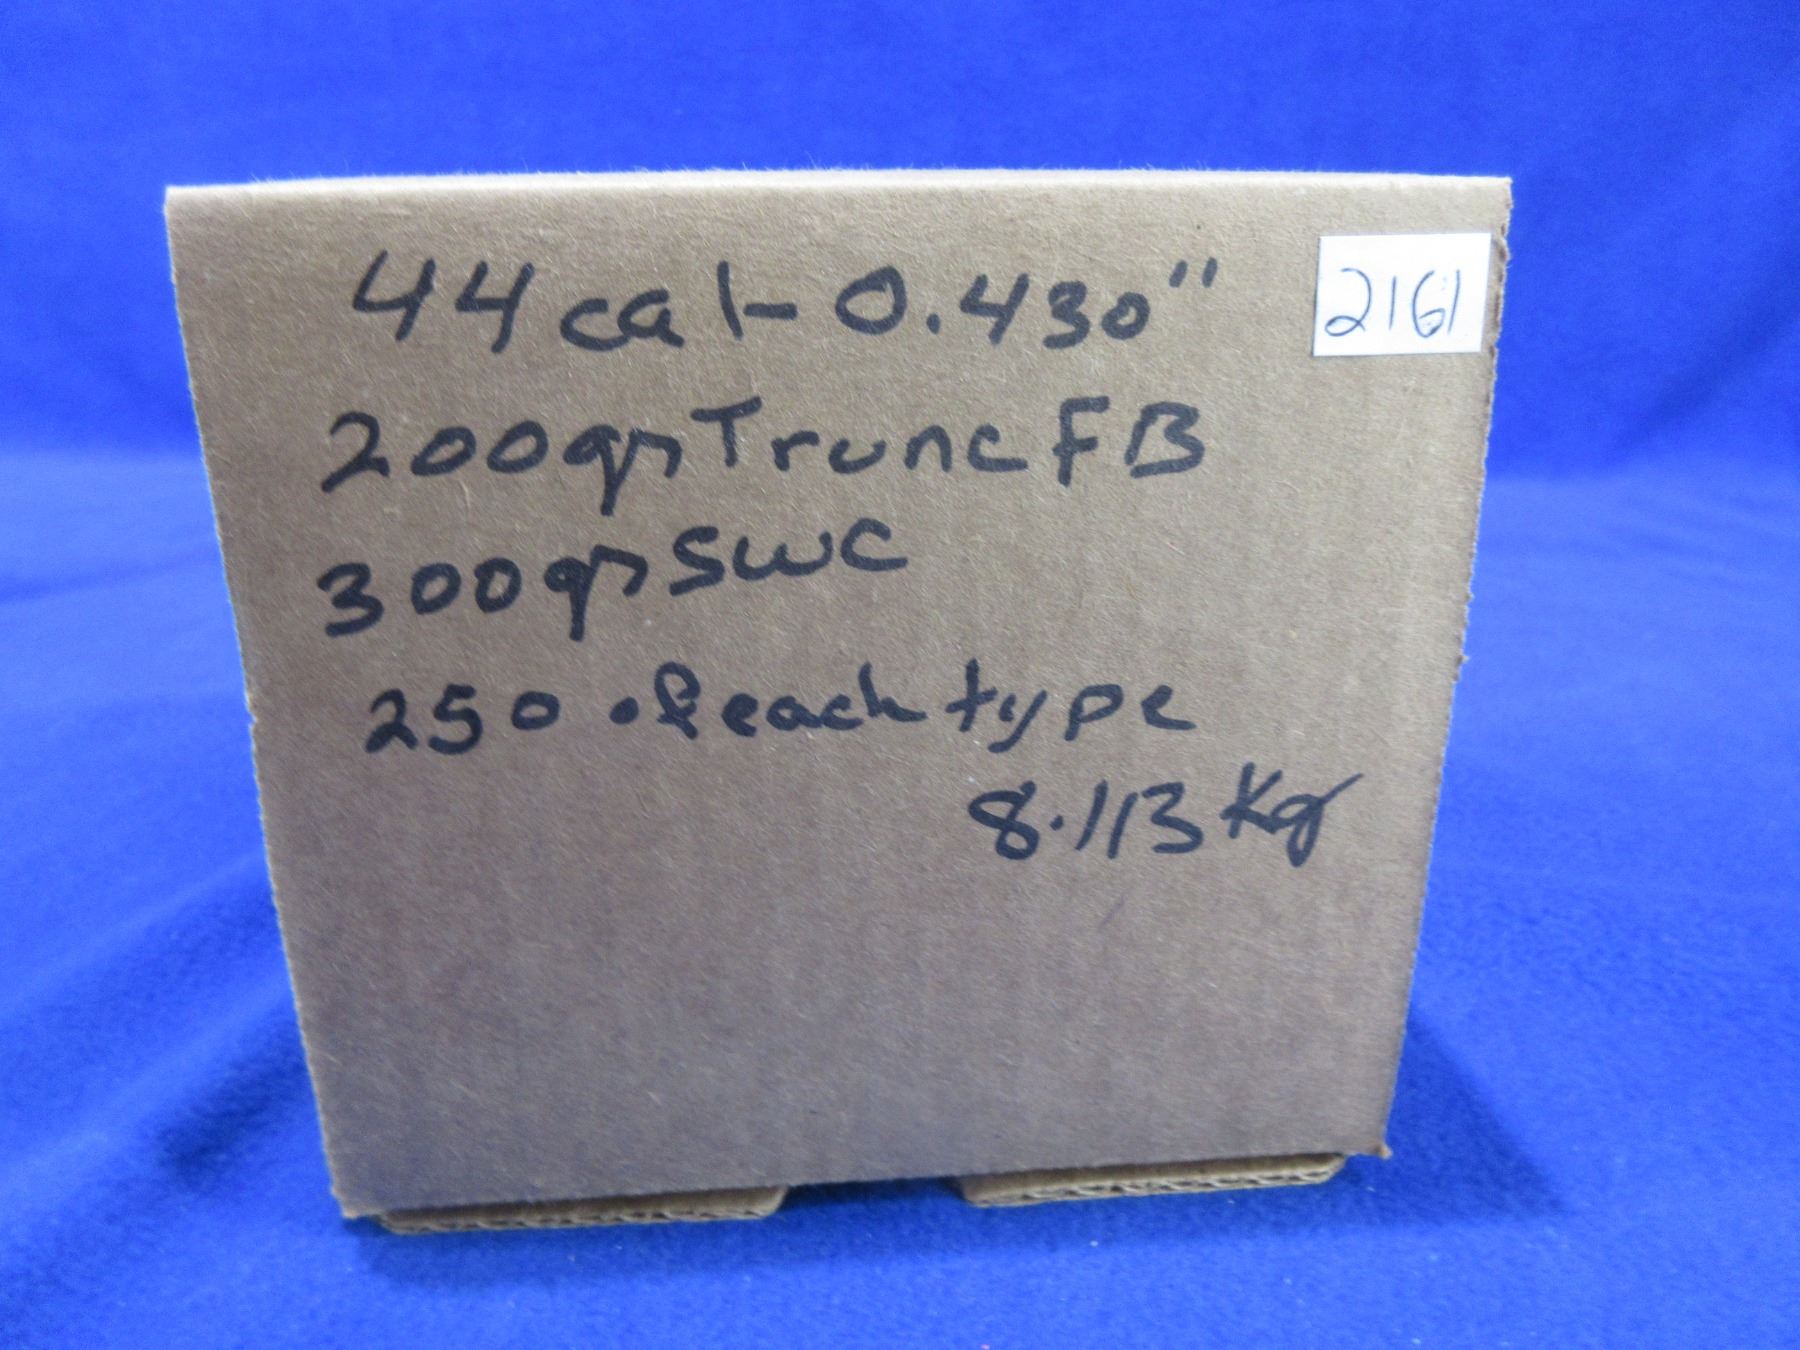 44 cal - 0.430"
2161
200gr Trunc FB
300gr SWC
250 of each type
8.113 Kg